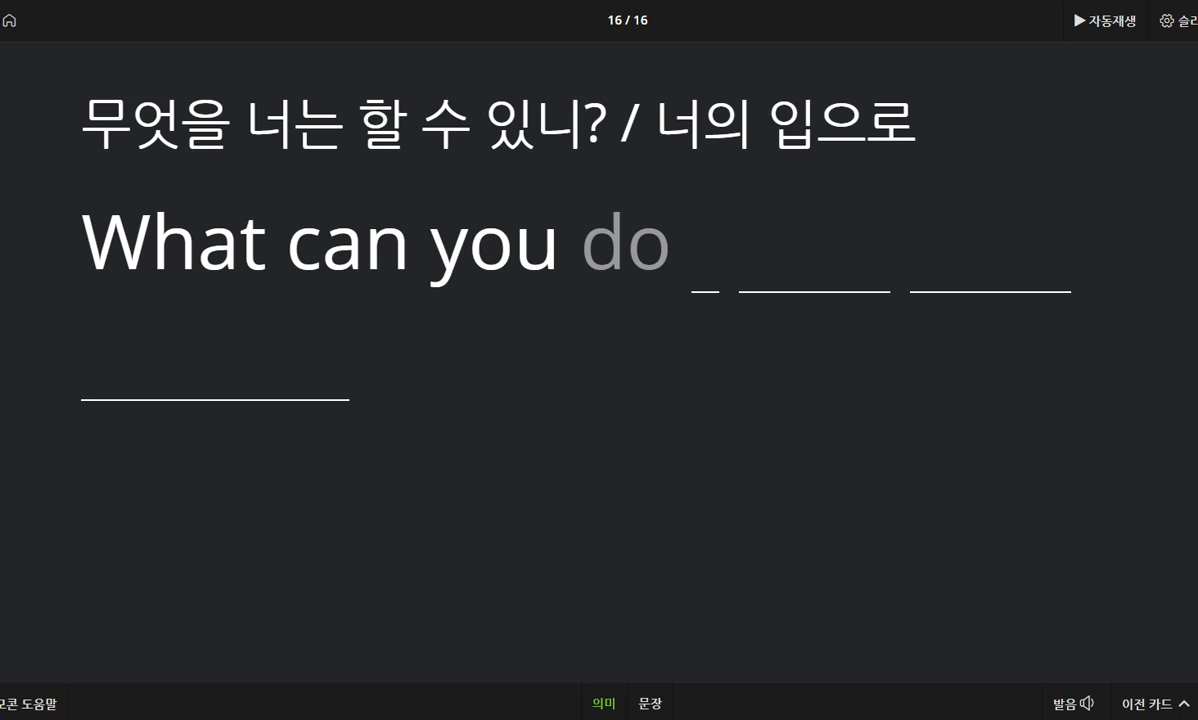 16 / 16
▶ 자동재생
무엇을 너는 할 수 있니? / 너의 입으로
What can you do
도움말
의미
문장
발음
이전 카드